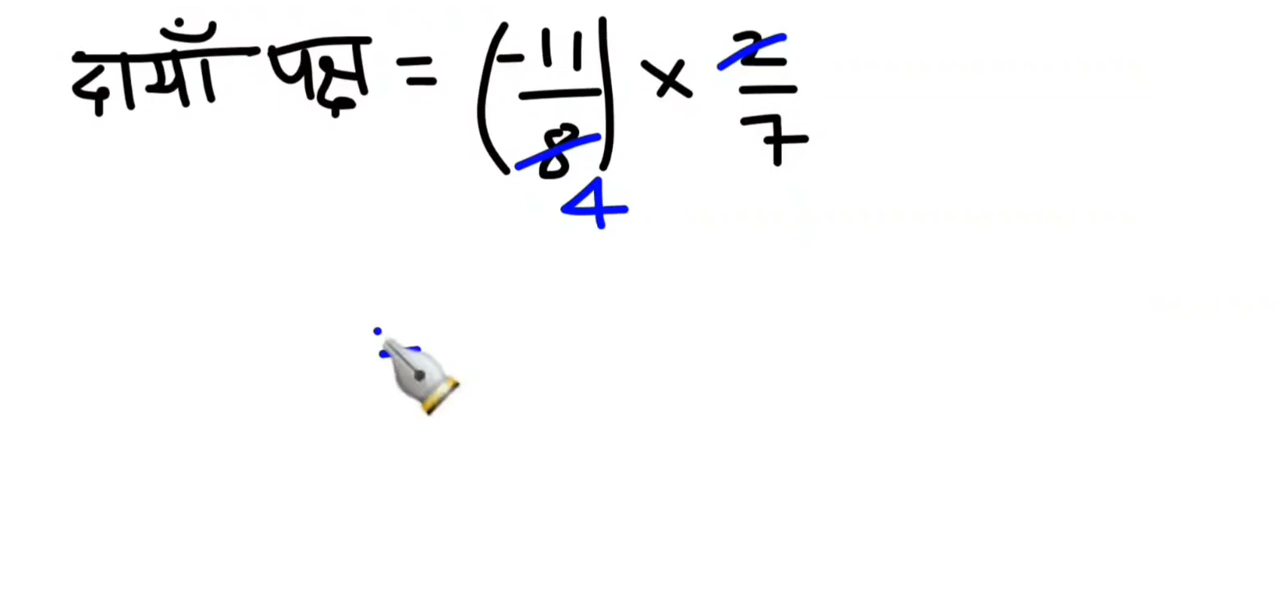 दायाँ पक्ष = (-11/8) × 2/7
4
=